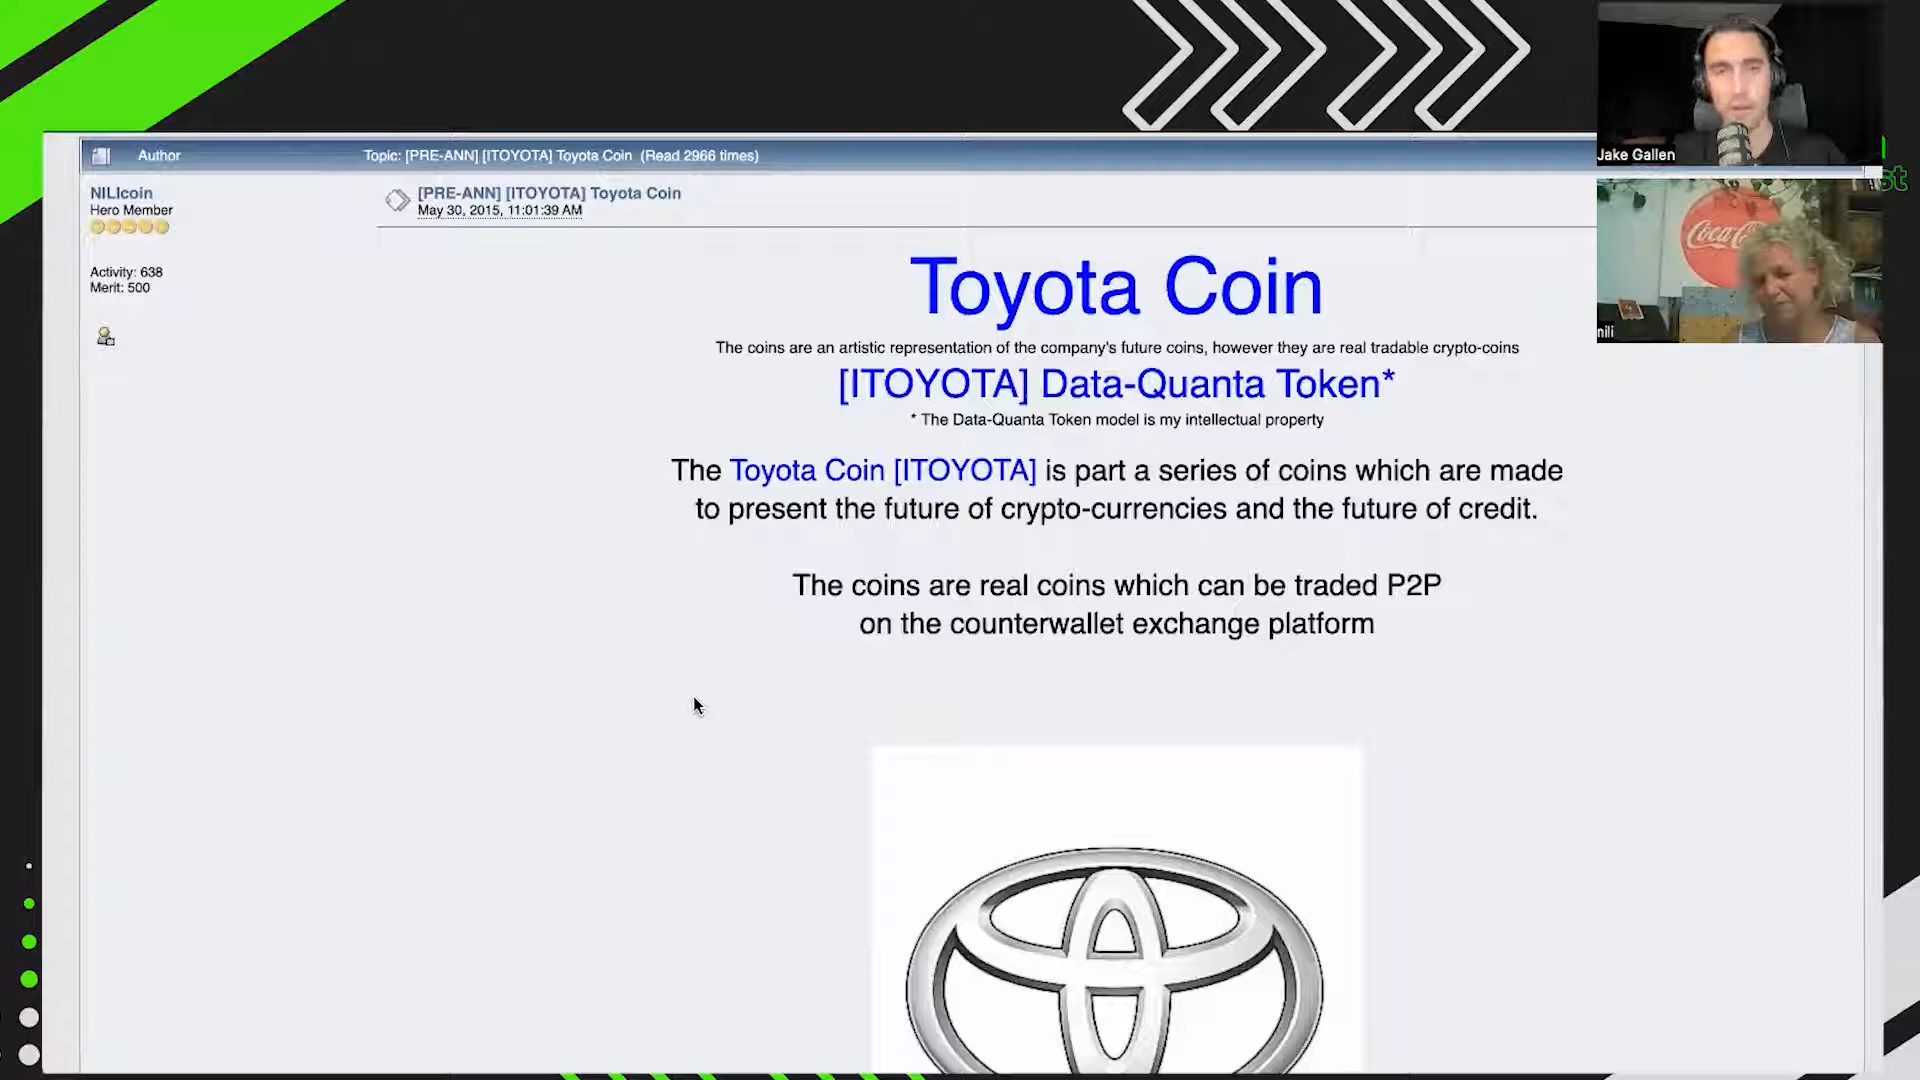 Author
Topic: [PRE-ANN] [ITOYOTA] Toyota Coin (Read 2966 times)
NILIcoin
Hero Member
Activity: 638
Merit: 500
[PRE-ANN] [ITOYOTA] Toyota Coin
May 30, 2015, 11:01:39 AM
Toyota Coin
The coins are an artistic representation of the company's future coins, however they are real tradable crypto-coins
[ITOYOTA] Data-Quanta Token*
* The Data-Quanta Token model is my intellectual property
The Toyota Coin [ITOYOTA] is part a series of coins which are made
to present the future of crypto-currencies and the future of credit.
The coins are real coins which can be traded P2P
on the counterwallet exchange platform
Jake Gallen
st
Coca-C
nili